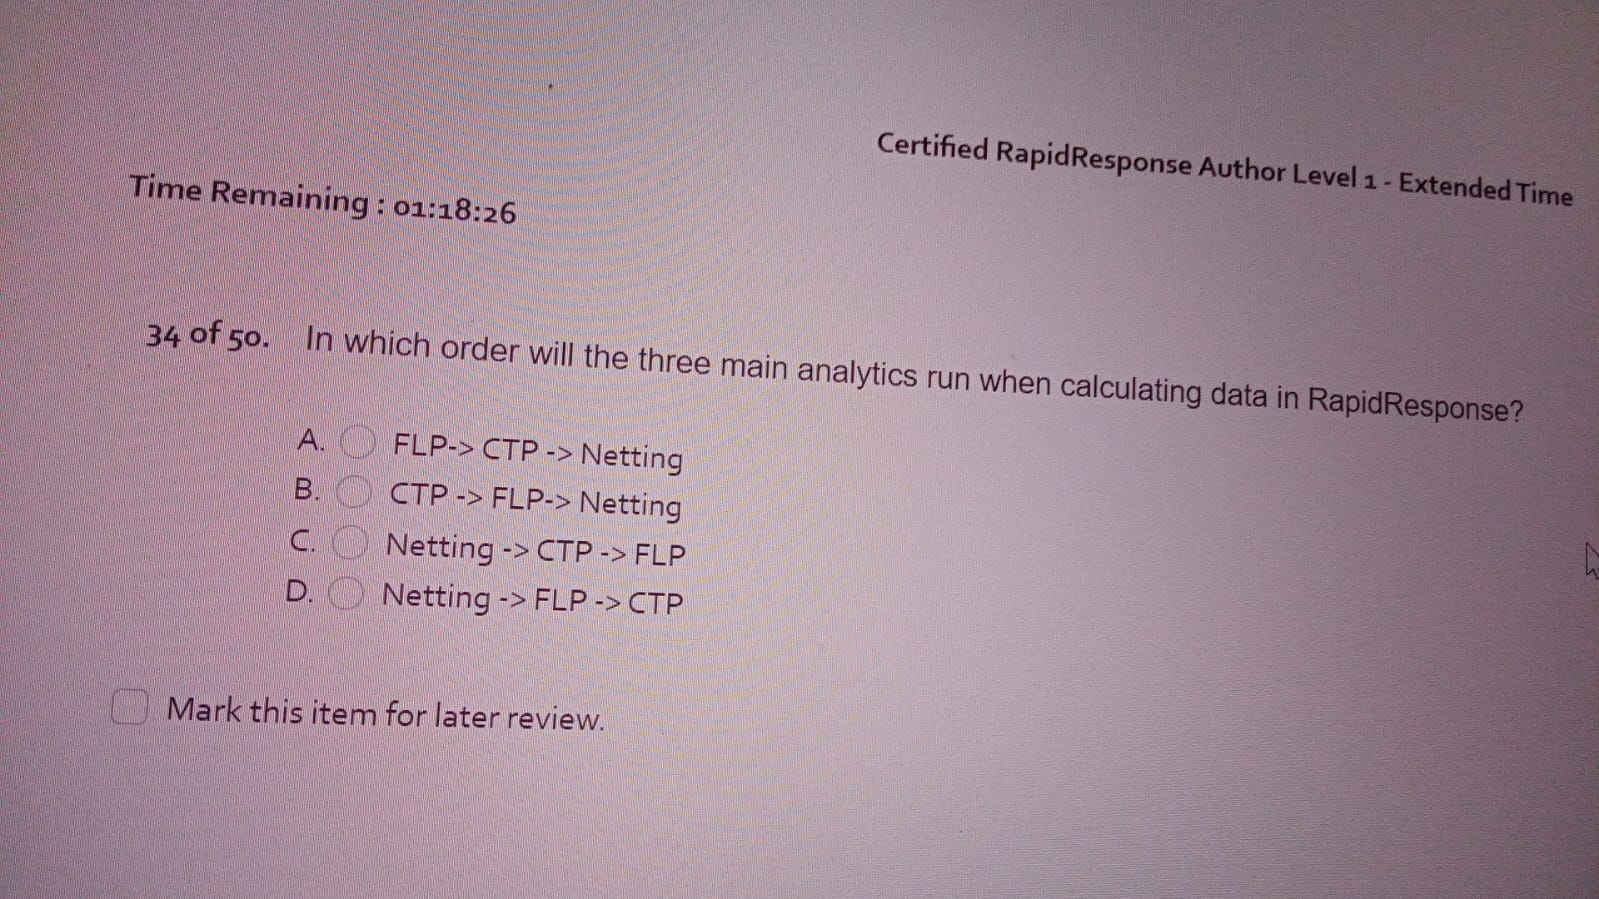 Certified RapidResponse Author Level 1 - Extended Time
Time Remaining : 01:18:26
34 of 50. In which order will the three main analytics run when calculating data in RapidResponse?
A. FLP-> CTP -> Netting
B. CTP -> FLP-> Netting
C. Netting -> CTP -> FLP
D. Netting -> FLP -> CTP
Mark this item for later review.